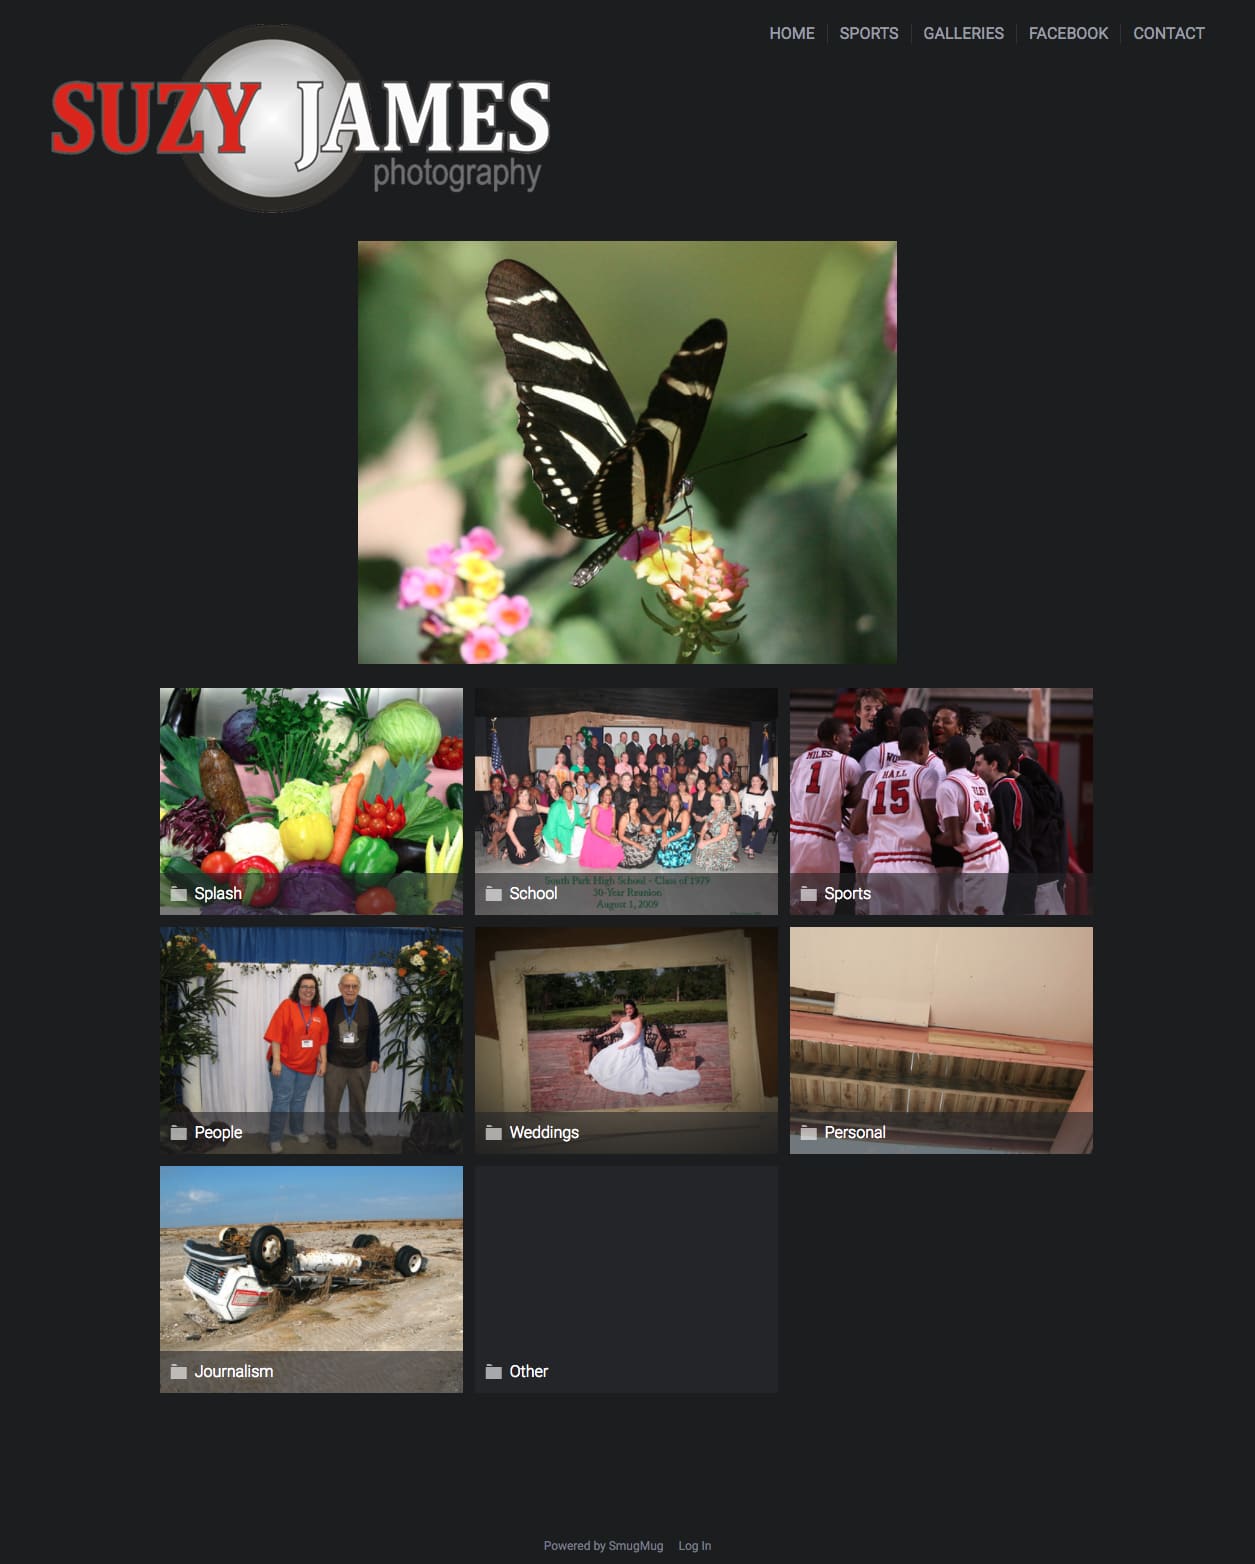 HOME SPORTS GALLERIES FACEBOOK CONTACT
SUZY JAMES
photography
MILES
1
HALL
15
Splash
South Park High School - Class of 1979
30-Year Reunion
August 1, 2009
School
Sports
People
Weddings
Personal
Journalism
Other
Powered by SmugMug Log In